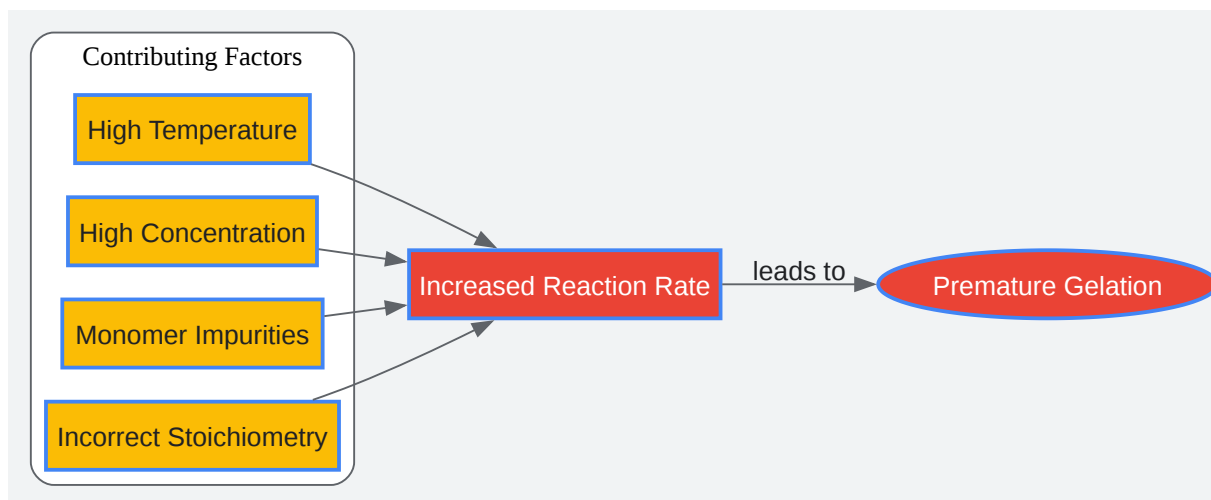 Contributing Factors
High Temperature
High Concentration
Monomer Impurities
Incorrect Stoichiometry
Increased Reaction Rate
leads to
Premature Gelation